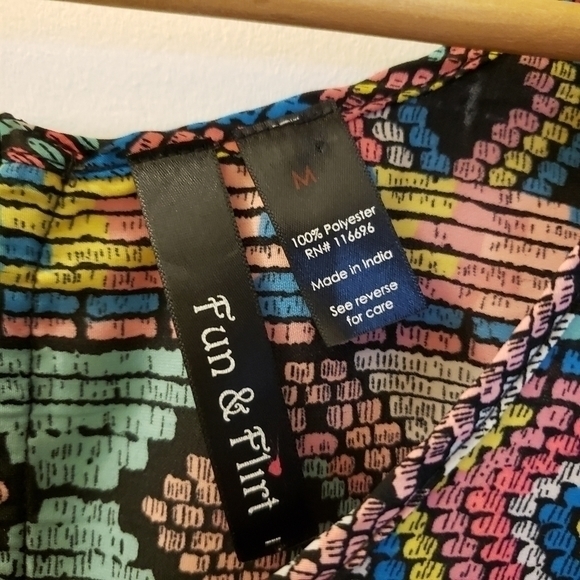 Fun & Flirt
M
100% Polyester
RN# 116696
Made in India
See reverse
for care